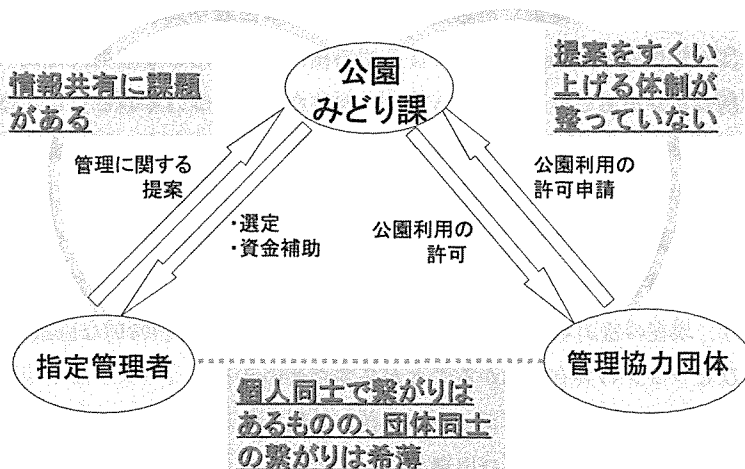 公園
みどり課
情報共有に課題
がある
提案をすくい
上げる体制が
整っていない
管理に関する
提案
・選定
・資金補助
公園利用の
許可
公園利用の
許可申請
指定管理者
管理協力団体
個人同士で繋がりは
あるものの、団体同士
の繋がりは希薄